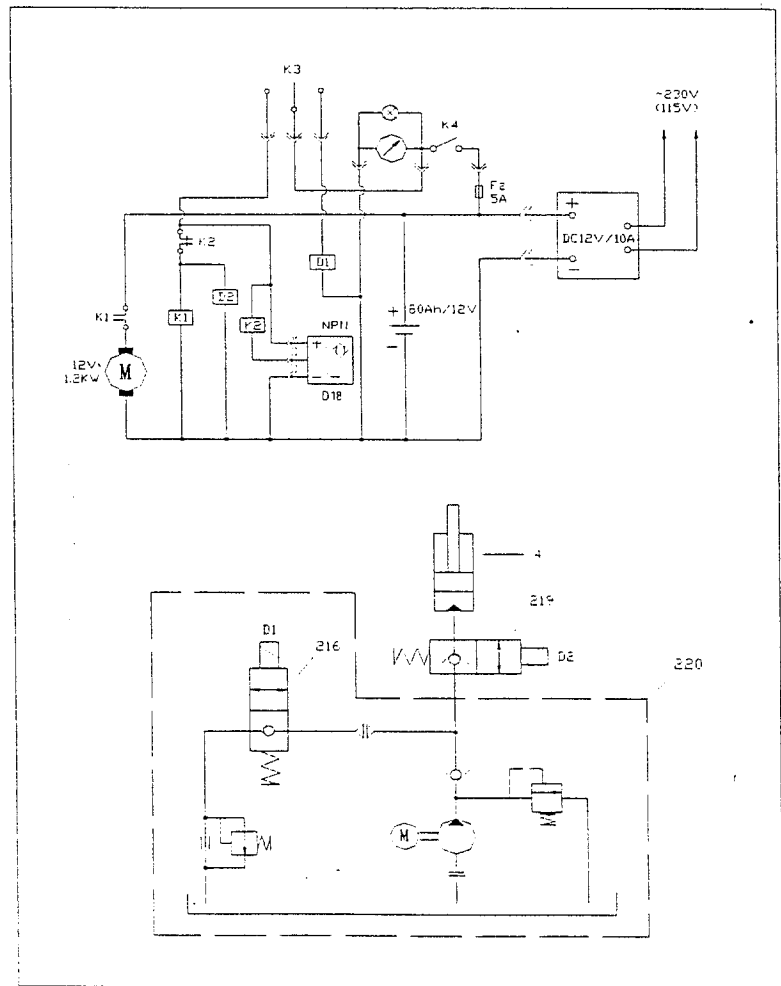 K3
~230V
(115V)
K4
F2
5A
+
DC12V/10A
-
K2
D2
D1
K1
K2
K1
NPN
+
D18
+
80Ah/12V
-
12V
1.2KW
M
4
219
D1
216
D2
220
M